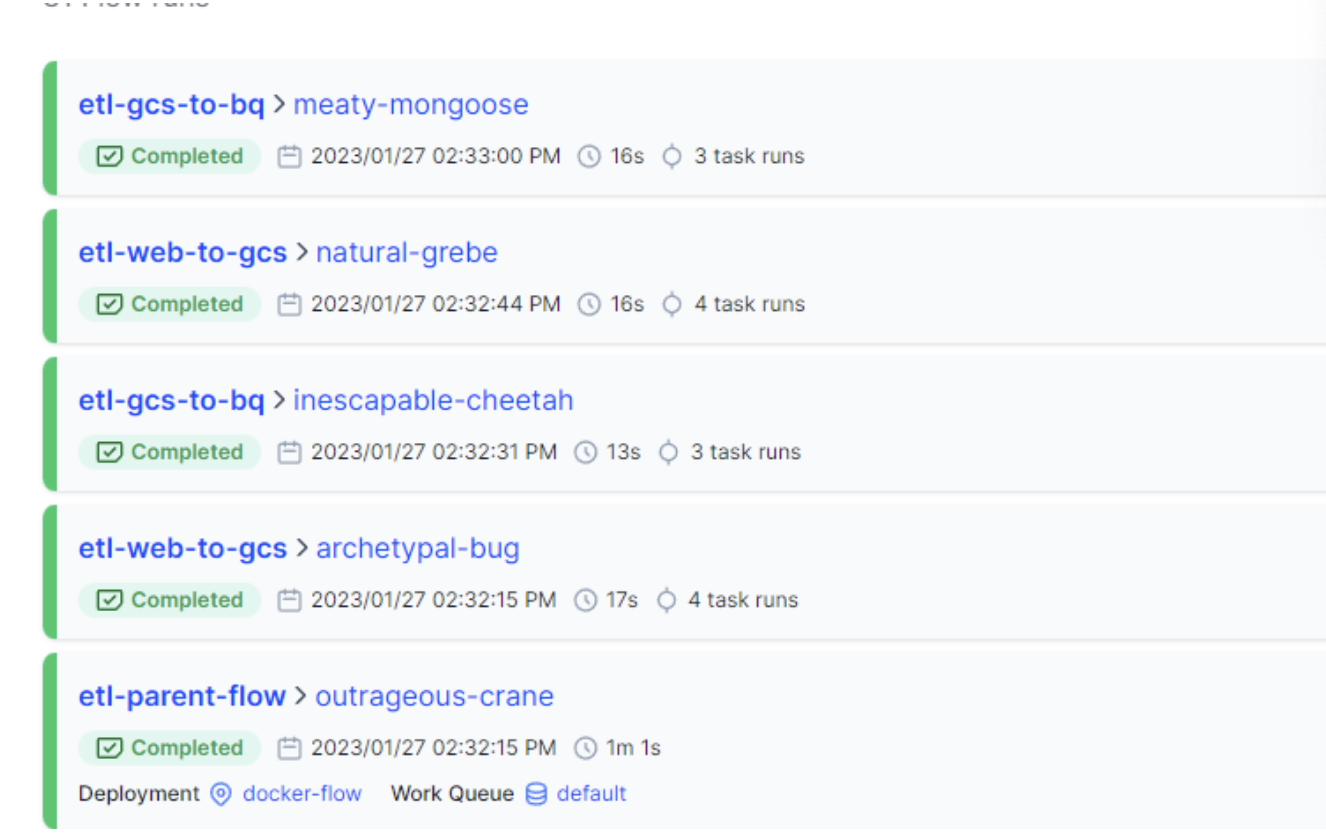 etl-gcs-to-bq > meaty-mongoose
Completed 2023/01/27 02:33:00 PM 16s 3 task runs
etl-web-to-gcs > natural-grebe
Completed 2023/01/27 02:32:44 PM 16s 4 task runs
etl-gcs-to-bq > inescapable-cheetah
Completed 2023/01/27 02:32:31 PM 13s 3 task runs
etl-web-to-gcs > archetypal-bug
Completed 2023/01/27 02:32:15 PM 17s 4 task runs
etl-parent-flow > outrageous-crane
Completed 2023/01/27 02:32:15 PM 1m 1s
Deployment docker-flow Work Queue default